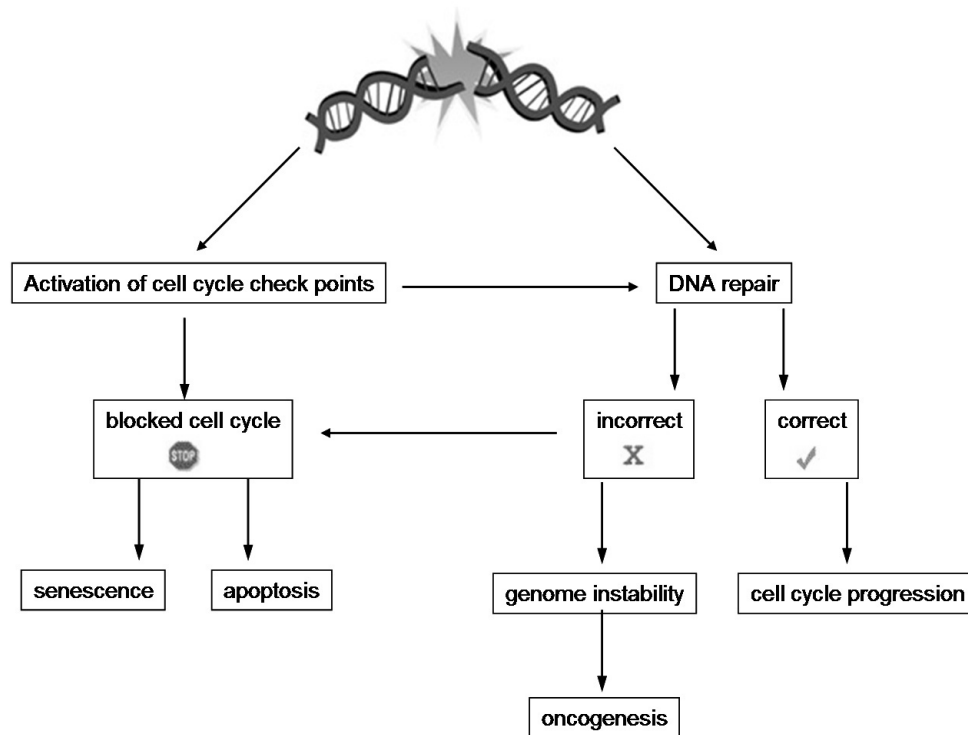 Activation of cell cycle check points
DNA repair
blocked cell cycle
STOP
incorrect
X
correct
senescence
apoptosis
genome instability
cell cycle progression
oncogenesis